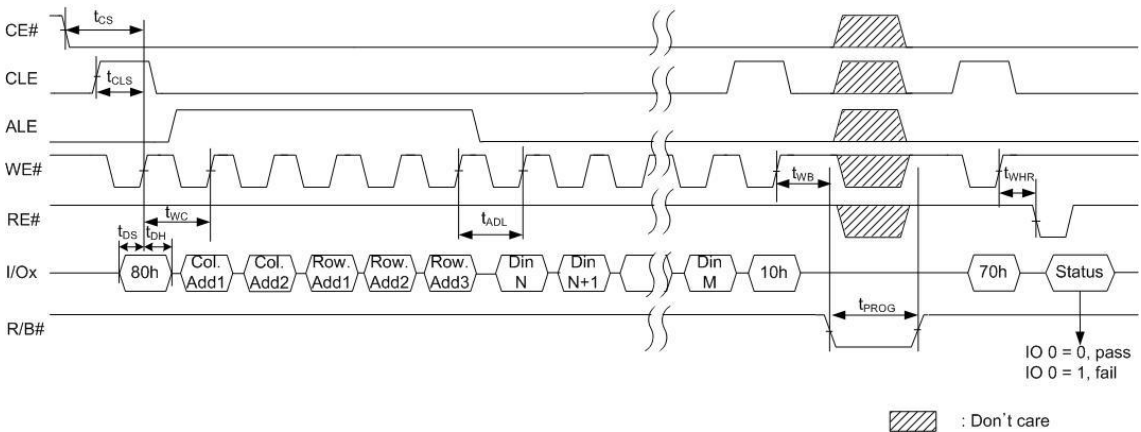 CE#
tCS
CLE
tCLS
ALE
WE#
tWC
tADL
tWB
tWHR
RE#
tDS tDH
I/Ox
80h
Col. Add1
Col. Add2
Row. Add1
Row. Add2
Row. Add3
Din N
Din N+1
Din M
10h
70h
Status
R/B#
tPROG
IO 0 = 0, pass
IO 0 = 1, fail
: Don't care